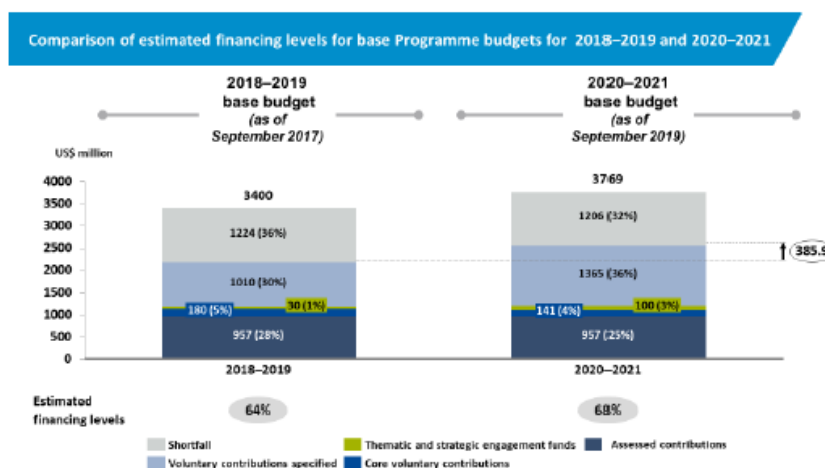 Comparison of estimated financing levels for base Programme budgets for 2018–2019 and 2020–2021
2018–2019
base budget
(as of
September 2017)
2020–2021
base budget
(as of
September 2019)
US$ million
4000
3500
3000
2500
2000
1500
1000
500
0
3400
1224 (36%)
1010 (30%)
180 (5%)
30 (1%)
957 (28%)
3769
1206 (32%)
1365 (36%)
141 (4%)
100 (3%)
957 (25%)
385.9
2018–2019
2020–2021
Estimated
financing levels
64%
68%
Shortfall
Thematic and strategic engagement funds
Assessed contributions
Voluntary contributions specified
Core voluntary contributions